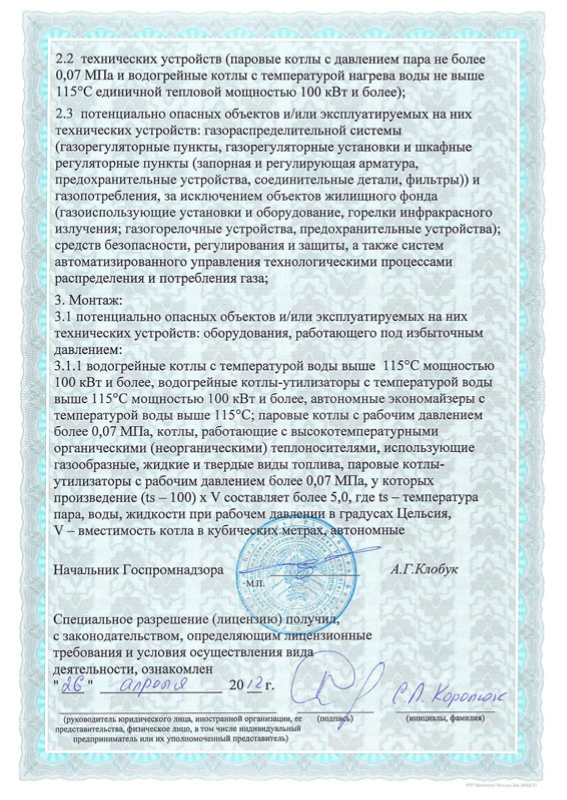 2.2 технических устройств (паровые котлы с давлением пара не более
0,07 МПа и водогрейные котлы с температурой нагрева воды не выше
115°С единичной тепловой мощностью 100 кВт и более);
2.3 потенциально опасных объектов и/или эксплуатируемых на них
технических устройств: газораспределительной системы
(газорегуляторные пункты, газорегуляторные установки и шкафные
регуляторные пункты (запорная и регулирующая арматура,
предохранительные устройства, соединительные детали, фильтры)) и
газопотребления, за исключением объектов жилищного фонда
(газоиспользующие установки и оборудование, горелки инфракрасного
излучения; газогорелочные устройства, предохранительные устройства);
средств безопасности, регулирования и защиты, а также систем
автоматизированного управления технологическими процессами
распределения и потребления газа;
3. Монтаж:
3.1 потенциально опасных объектов и/или эксплуатируемых на них
технических устройств: оборудования, работающего под избыточным
давлением:
3.1.1 водогрейные котлы с температурой воды выше 115°С мощностью
100 кВт и более, водогрейные котлы-утилизаторы с температурой воды
выше 115°С мощностью 100 кВт и более, автономные экономайзеры с
температурой воды выше 115°С; паровые котлы с рабочим давлением
более 0,07 МПа, котлы, работающие с высокотемпературными
органическими (неорганическими) теплоносителями, использующие
газообразные, жидкие и твердые виды топлива, паровые котлы-
утилизаторы с рабочим давлением более 0,07 МПа, у которых
произведение (ts – 100) х V составляет более 5,0, где ts – температура
пара, воды, жидкости при рабочем давлении в градусах Цельсия,
V – вместимость котла в кубических метрах, автономные
Начальник Госпромнадзора А.Г.Клобук
М.П.
Специальное разрешение (лицензию) получил,
с законодательством, определяющим лицензионные
требования и условия осуществления вида
деятельности, ознакомлен
"26" апреля 2012 г. С.Л.
(руководитель юридического лица, иностранной организации, ее
представительства, физическое лицо, в том числе индивидуальный
предприниматель или их уполномоченный представитель)
(подпись) (инициалы, фамилия)